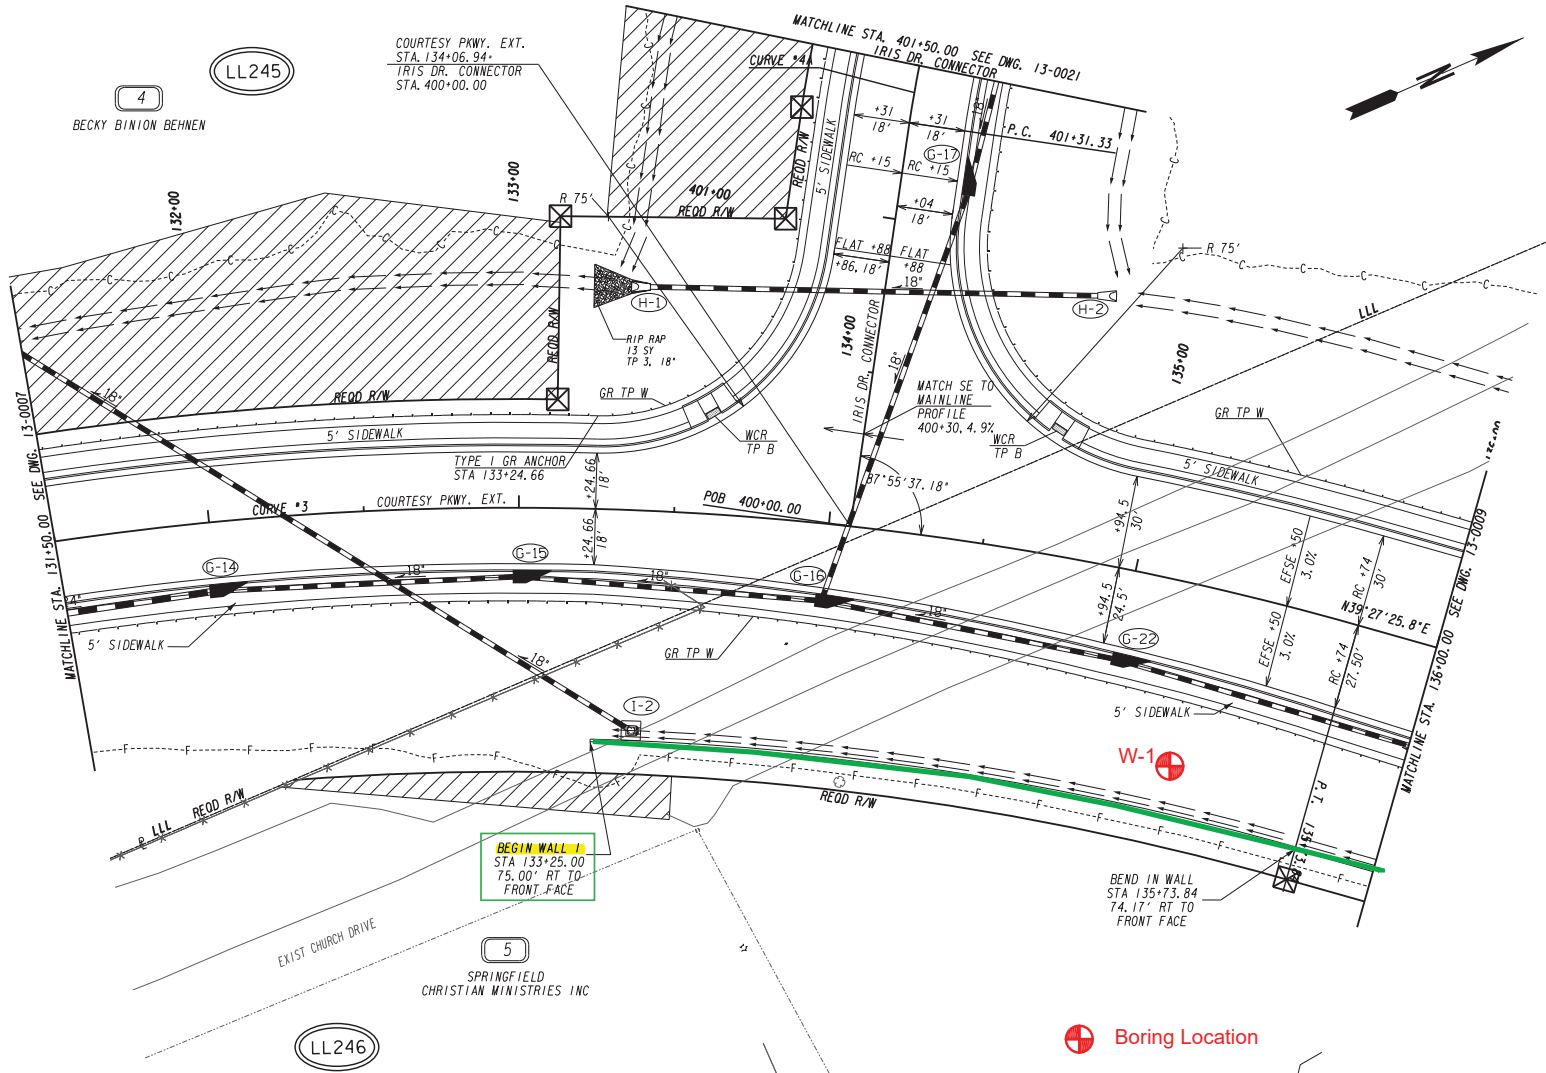 MATCHLINE STA. 401+50.00 SEE DWG. 13-0021
IRIS DR. CONNECTOR
COURTESY PKWY. EXT.
STA. 134+06.94=
IRIS DR. CONNECTOR
STA. 400+00.00
LL245
4
BECKY BINION BEHNEN
N
CURVE #4A
+31
18'
+31
18'
P.C. 401+31.33
18"
G-17
RC +15
RC +15
5' SIDEWALK
REQD R/W
401+00
REQD R/W
+04
18'
132+00
133+00
R 75'
R 75'
FLAT +88
+86, 18'
FLAT
+88
18"
H-1
H-2
LLL
RIP RAP
13 SY
TP 3, 18"
REQD R/W
134+00
IRIS DR. CONNECTOR
18"
135+00
MATCH SE TO
MAINLINE
PROFILE
400+30, 4.9%
18"
REQD R/W
GR TP W
GR TP W
5' SIDEWALK
WCR
TP B
WCR
TP B
5' SIDEWALK
TYPE 1 GR ANCHOR
STA 133+24.66
+24.66
18'
87°55'37.18"
CURVE #3
COURTESY PKWY. EXT.
POB 400+00.00
+24.66
18'
+94.5
30'
+94.5
24.5'
EFSE +50
3.0%
RC +74
30'
N39°27'25.8"E
EFSE +50
3.0%
RC +74
27.50'
MATCHLINE STA. 131+50.00 SEE DWG. 13-0007
MATCHLINE STA. 136+00.00 SEE DWG. 13-0009
G-14
G-15
G-16
G-22
18"
18"
18"
18"
5' SIDEWALK
GR TP W
5' SIDEWALK
I-2
W-1
REQD R/W
LLL
REQD R/W
P.T.
BEGIN WALL 1
STA 133+25.00
75.00' RT TO
FRONT FACE
BEND IN WALL
STA 135+73.84
74.17' RT TO
FRONT FACE
EXIST CHURCH DRIVE
5
SPRINGFIELD
CHRISTIAN MINISTRIES INC
LL246
Boring Location